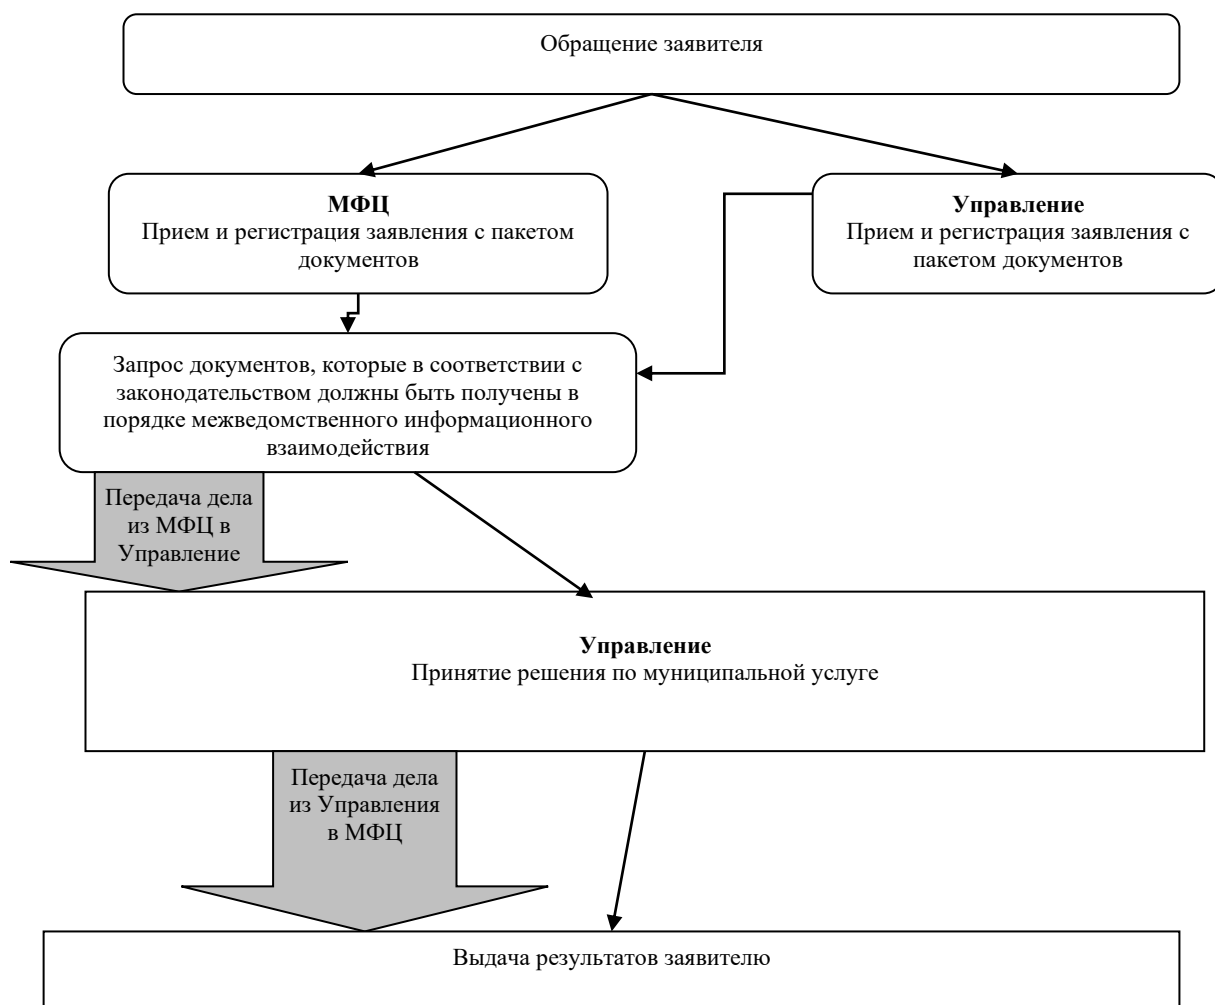 Обращение заявителя
МФЦ
Прием и регистрация заявления с пакетом
документов
Управление
Прием и регистрация заявления с
пакетом документов
Запрос документов, которые в соответствии с
законодательством должны быть получены в
порядке межведомственного информационного
взаимодействия
Передача дела
из МФЦ в
Управление
Управление
Принятие решения по муниципальной услуге
Передача дела
из Управления
в МФЦ
Выдача результатов заявителю